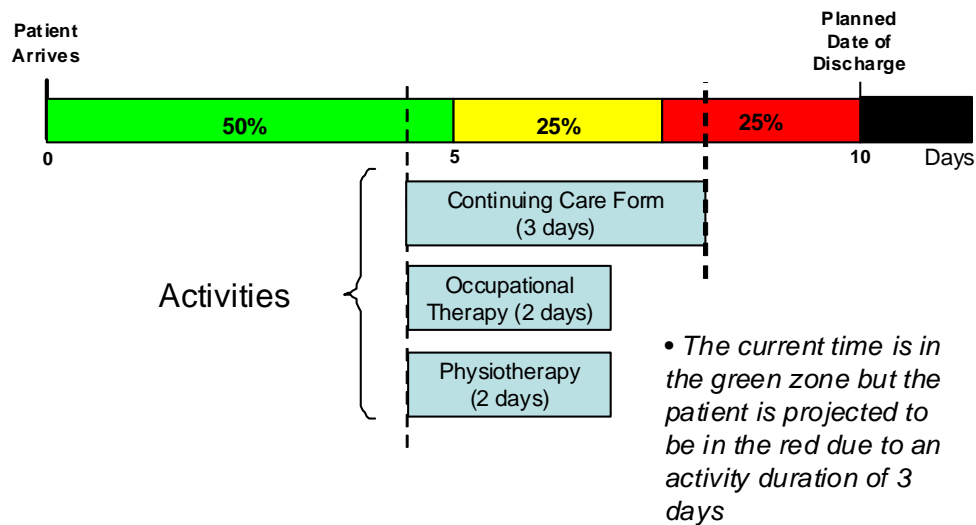 Patient
Arrives
Planned
Date of
Discharge
50%
25%
25%
0
5
10
Days
Continuing Care Form
(3 days)
Activities
Occupational
Therapy (2 days)
Physiotherapy
(2 days)
• The current time is in
the green zone but the
patient is projected to
be in the red due to an
activity duration of 3
days